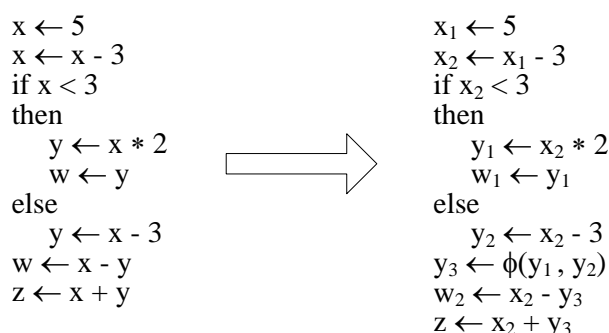 x ← 5
x ← x - 3
if x < 3
then
y ← x * 2
w ← y
else
y ← x - 3
w ← x - y
z ← x + y
x₁ ← 5
x₂ ← x₁ - 3
if x₂ < 3
then
y₁ ← x₂ * 2
w₁ ← y₁
else
y₂ ← x₂ - 3
y₃ ← ϕ(y₁ , y₂)
w₂ ← x₂ - y₃
z ← x₂ + y₃